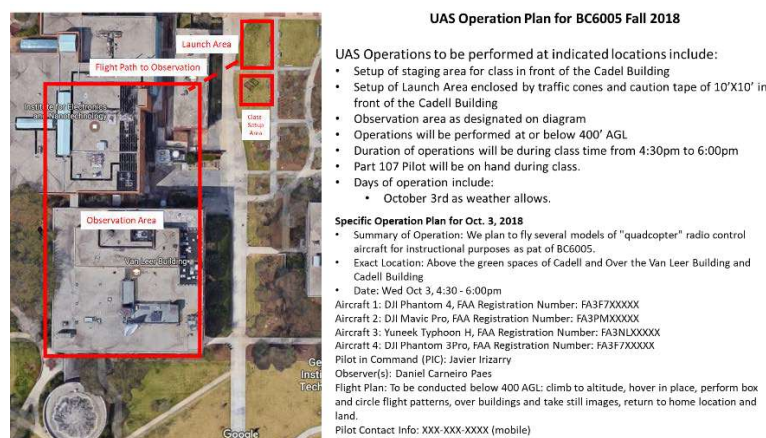 UAS Operation Plan for BC6005 Fall 2018
Launch Area
Flight Path to Observation
Institute for Electronics
and Nanotechnology
Class
Setup
Area
Observation Area
Van Leer Building
Ge
Insti
Tech
Google
UAS Operations to be performed at indicated locations include:
• Setup of staging area for class in front of the Cadel Building
• Setup of Launch Area enclosed by traffic cones and caution tape of 10'X10' in
front of the Cadell Building
• Observation area as designated on diagram
• Operations will be performed at or below 400' AGL
• Duration of operations will be during class time from 4:30pm to 6:00pm
• Part 107 Pilot will be on hand during class.
• Days of operation include:
• October 3rd as weather allows.
Specific Operation Plan for Oct. 3, 2018
• Summary of Operation: We plan to fly several models of "quadcopter" radio control
aircraft for instructional purposes as pat of BC6005.
• Exact Location: Above the green spaces of Cadell and Over the Van Leer Building and
Cadell Building
• Date: Wed Oct 3, 4:30 - 6:00pm
Aircraft 1: DJI Phantom 4, FAA Registration Number: FA3F7XXXXX
Aircraft 2: DJI Mavic Pro, FAA Registration Number: FA3PMXXXXX
Aircraft 3: Yuneek Typhoon H, FAA Registration Number: FA3NLXXXXX
Aircraft 4: DJI Phantom 3Pro, FAA Registration Number: FA3F7XXXXX
Pilot in Command (PIC): Javier Irizarry
Observer(s): Daniel Carneiro Paes
Flight Plan: To be conducted below 400 AGL: climb to altitude, hover in place, perform box
and circle flight patterns, over buildings and take still images, return to home location and
land.
Pilot Contact Info: XXX-XXX-XXXX (mobile)